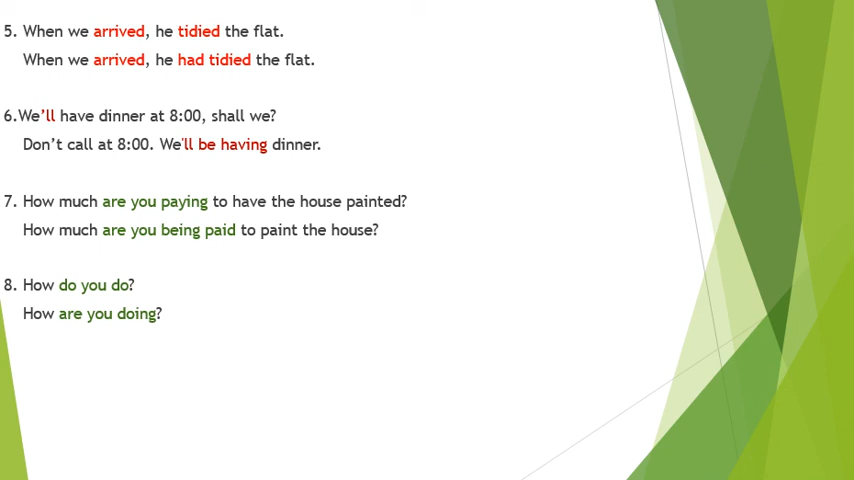 5. When we arrived, he tidied the flat.
When we arrived, he had tidied the flat.
6.We’ll have dinner at 8:00, shall we?
Don’t call at 8:00. We'll be having dinner.
7. How much are you paying to have the house painted?
How much are you being paid to paint the house?
8. How do you do?
How are you doing?